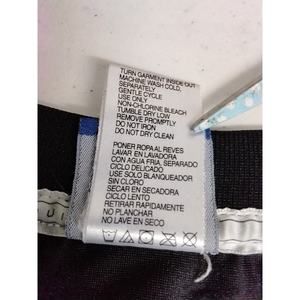 TURN GARMENT INSIDE OUT
MACHINE WASH COLD,
SEPARATELY
GENTLE CYCLE
USE ONLY
NON-CHLORINE BLEACH
TUMBLE DRY LOW
REMOVE PROMPTLY
DO NOT IRON
DO NOT DRY CLEAN
PONER ROPA AL REVES
LAVAR EN LAVADORA
CON AGUA FRIA, SEPARADO
CICLO DELICADO
USE SOLO BLANQUEADOR
SIN CLORO
SECAR EN SECADORA
CICLO LENTO
RETIRAR RAPIDAMENTE
NO PLANCHAR
NO LAVE EN SECO